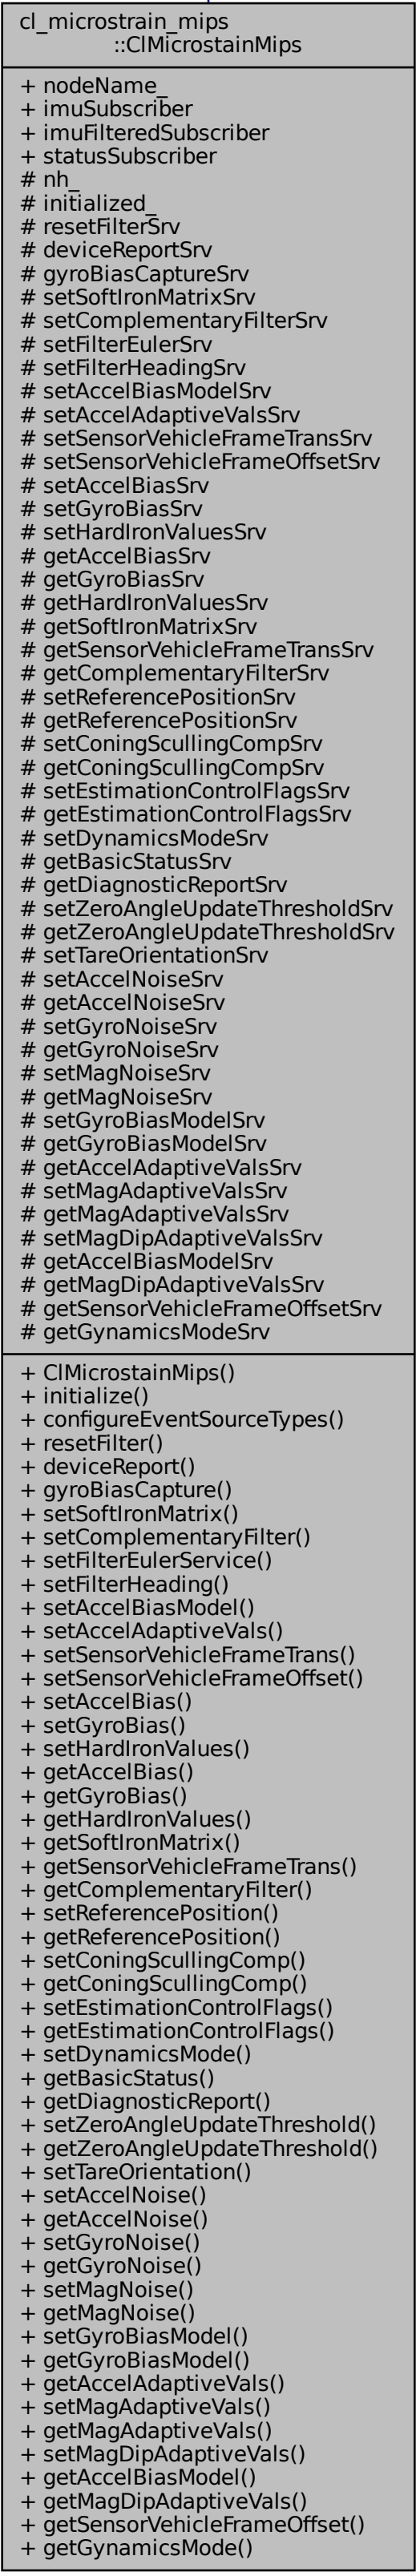 cl_microstrain_mips
::ClMicrostainMips
+ nodeName_
+ imuSubscriber
+ imuFilteredSubscriber
+ statusSubscriber
# nh_
# initialized_
# resetFilterSrv
# deviceReportSrv
# gyroBiasCaptureSrv
# setSoftIronMatrixSrv
# setComplementaryFilterSrv
# setFilterEulerSrv
# setFilterHeadingSrv
# setAccelBiasModelSrv
# setAccelAdaptiveValsSrv
# setSensorVehicleFrameTransSrv
# setSensorVehicleFrameOffsetSrv
# setAccelBiasSrv
# setGyroBiasSrv
# setHardIronValuesSrv
# getAccelBiasSrv
# getGyroBiasSrv
# getHardIronValuesSrv
# getSoftIronMatrixSrv
# getSensorVehicleFrameTransSrv
# getComplementaryFilterSrv
# setReferencePositionSrv
# getReferencePositionSrv
# setConingScullingCompSrv
# getConingScullingCompSrv
# setEstimationControlFlagsSrv
# getEstimationControlFlagsSrv
# setDynamicsModeSrv
# getBasicStatusSrv
# getDiagnosticReportSrv
# setZeroAngleUpdateThresholdSrv
# getZeroAngleUpdateThresholdSrv
# setTareOrientationSrv
# setAccelNoiseSrv
# getAccelNoiseSrv
# setGyroNoiseSrv
# getGyroNoiseSrv
# setMagNoiseSrv
# getMagNoiseSrv
# setGyroBiasModelSrv
# getGyroBiasModelSrv
# getAccelAdaptiveValsSrv
# setMagAdaptiveValsSrv
# getMagAdaptiveValsSrv
# setMagDipAdaptiveValsSrv
# getAccelBiasModelSrv
# getMagDipAdaptiveValsSrv
# getSensorVehicleFrameOffsetSrv
# getGynamicsModeSrv
+ ClMicrostainMips()
+ initialize()
+ configureEventSourceTypes()
+ resetFilter()
+ deviceReport()
+ gyroBiasCapture()
+ setSoftIronMatrix()
+ setComplementaryFilter()
+ setFilterEulerService()
+ setFilterHeading()
+ setAccelBiasModel()
+ setAccelAdaptiveVals()
+ setSensorVehicleFrameTrans()
+ setSensorVehicleFrameOffset()
+ setAccelBias()
+ setGyroBias()
+ setHardIronValues()
+ getAccelBias()
+ getGyroBias()
+ getHardIronValues()
+ getSoftIronMatrix()
+ getSensorVehicleFrameTrans()
+ getComplementaryFilter()
+ setReferencePosition()
+ getReferencePosition()
+ setConingScullingComp()
+ getConingScullingComp()
+ setEstimationControlFlags()
+ getEstimationControlFlags()
+ setDynamicsMode()
+ getBasicStatus()
+ getDiagnosticReport()
+ setZeroAngleUpdateThreshold()
+ getZeroAngleUpdateThreshold()
+ setTareOrientation()
+ setAccelNoise()
+ getAccelNoise()
+ setGyroNoise()
+ getGyroNoise()
+ setMagNoise()
+ getMagNoise()
+ setGyroBiasModel()
+ getGyroBiasModel()
+ getAccelAdaptiveVals()
+ setMagAdaptiveVals()
+ getMagAdaptiveVals()
+ setMagDipAdaptiveVals()
+ getAccelBiasModel()
+ getMagDipAdaptiveVals()
+ getSensorVehicleFrameOffset()
+ getGynamicsMode()